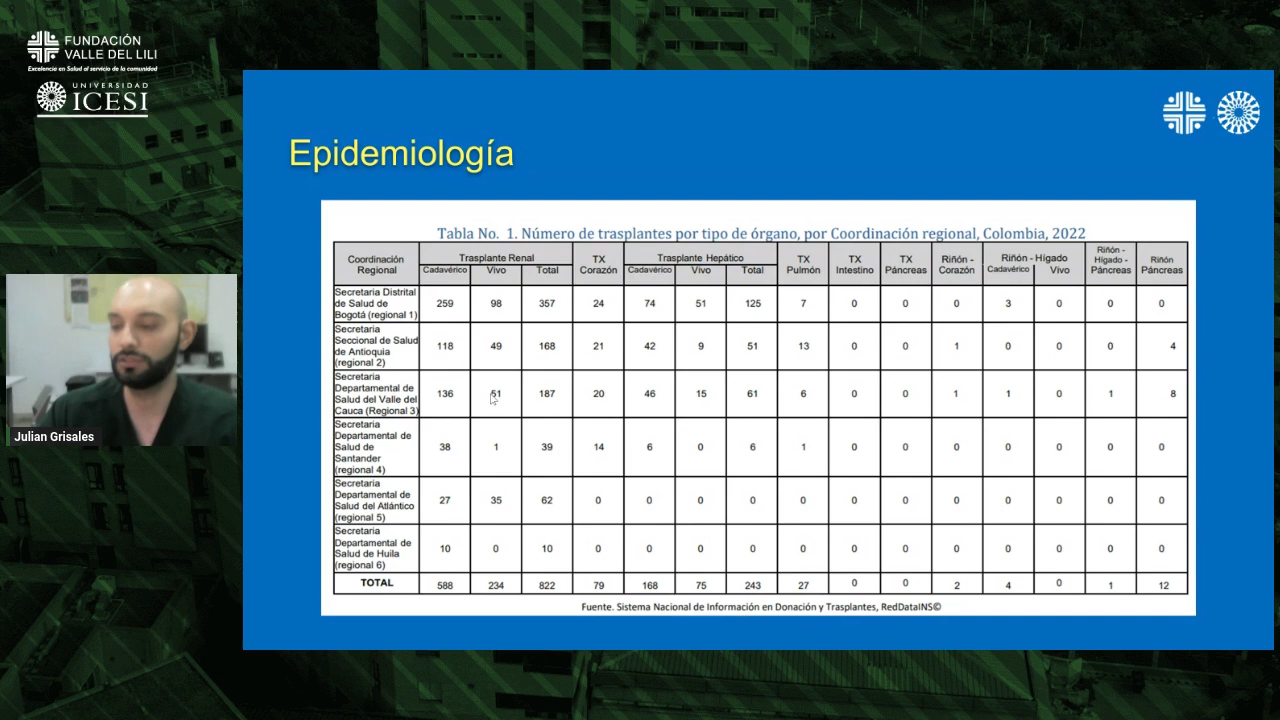 FUNDACIÓN
VALLE DEL LILI
Excelencia en Salud al servicio de la comunidad
UNIVERSIDAD
ICESI
Epidemiología
Tabla No. 1. Número de trasplantes por tipo de órgano, por Coordinación regional, Colombia, 2022
Coordinación Regional | Trasplante Renal | TX Corazón | Trasplante Hepático | TX Pulmón | TX Intestino | TX Páncreas | Riñón - Corazón | Riñón - Hígado | Riñón - Hígado - Páncreas | Riñón Páncreas
Cadavérico | Vivo | Total | Cadavérico | Vivo | Total | Cadavérico | Vivo
Secretaria Distrital de Salud de Bogotá (regional 1) | 259 | 98 | 357 | 24 | 74 | 51 | 125 | 7 | 0 | 0 | 0 | 3 | 0 | 0 | 0
Secretaria Seccional de Salud de Antioquia (regional 2) | 118 | 49 | 168 | 21 | 42 | 9 | 51 | 13 | 0 | 0 | 1 | 0 | 0 | 0 | 4
Secretaria Departamental de Salud del Valle del Cauca (Regional 3) | 136 | 51 | 187 | 20 | 46 | 15 | 61 | 6 | 0 | 0 | 1 | 1 | 0 | 1 | 8
Secretaria Departamental de Salud de Santander (regional 4) | 38 | 1 | 39 | 14 | 6 | 0 | 6 | 1 | 0 | 0 | 0 | 0 | 0 | 0 | 0
Secretaria Departamental de Salud del Atlántico (regional 5) | 27 | 35 | 62 | 0 | 0 | 0 | 0 | 0 | 0 | 0 | 0 | 0 | 0 | 0 | 0
Secretaria Departamental de Salud de Huila (regional 6) | 10 | 0 | 10 | 0 | 0 | 0 | 0 | 0 | 0 | 0 | 0 | 0 | 0 | 0 | 0
TOTAL | 588 | 234 | 822 | 79 | 168 | 75 | 243 | 27 | 0 | 0 | 2 | 4 | 0 | 1 | 12
Fuente. Sistema Nacional de Información en Donación y Trasplantes, RedDataINS©
Julian Grisales